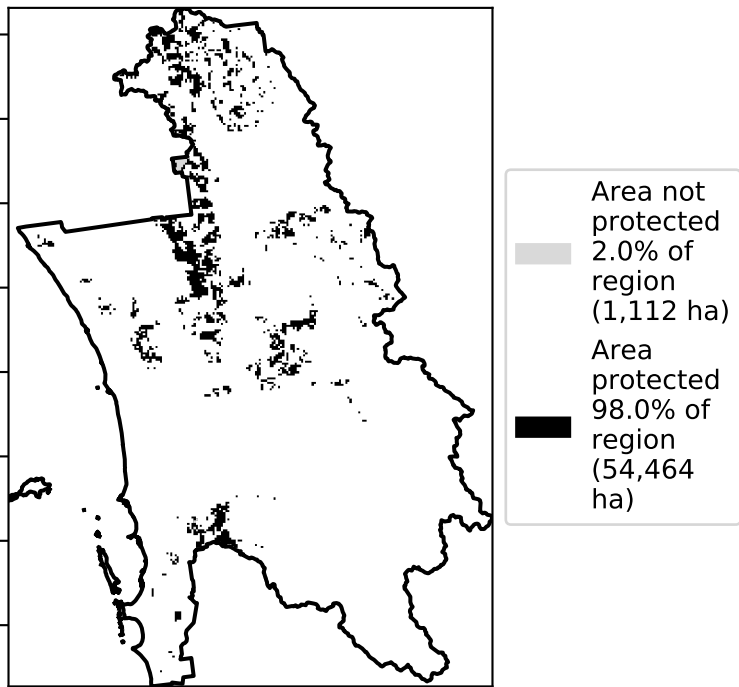 Area not
protected
2.0% of
region
(1,112 ha)
Area
protected
98.0% of
region
(54,464
ha)